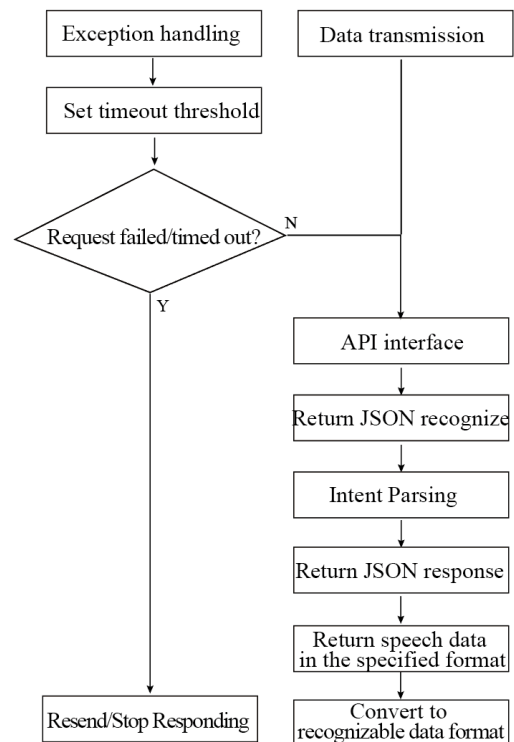 Exception handling
Data transmission
Set timeout threshold
Request failed/timed out?
N
Y
API interface
Return JSON recognize
Intent Parsing
Return JSON response
Return speech data
in the specified format
Resend/Stop Responding
Convert to
recognizable data format